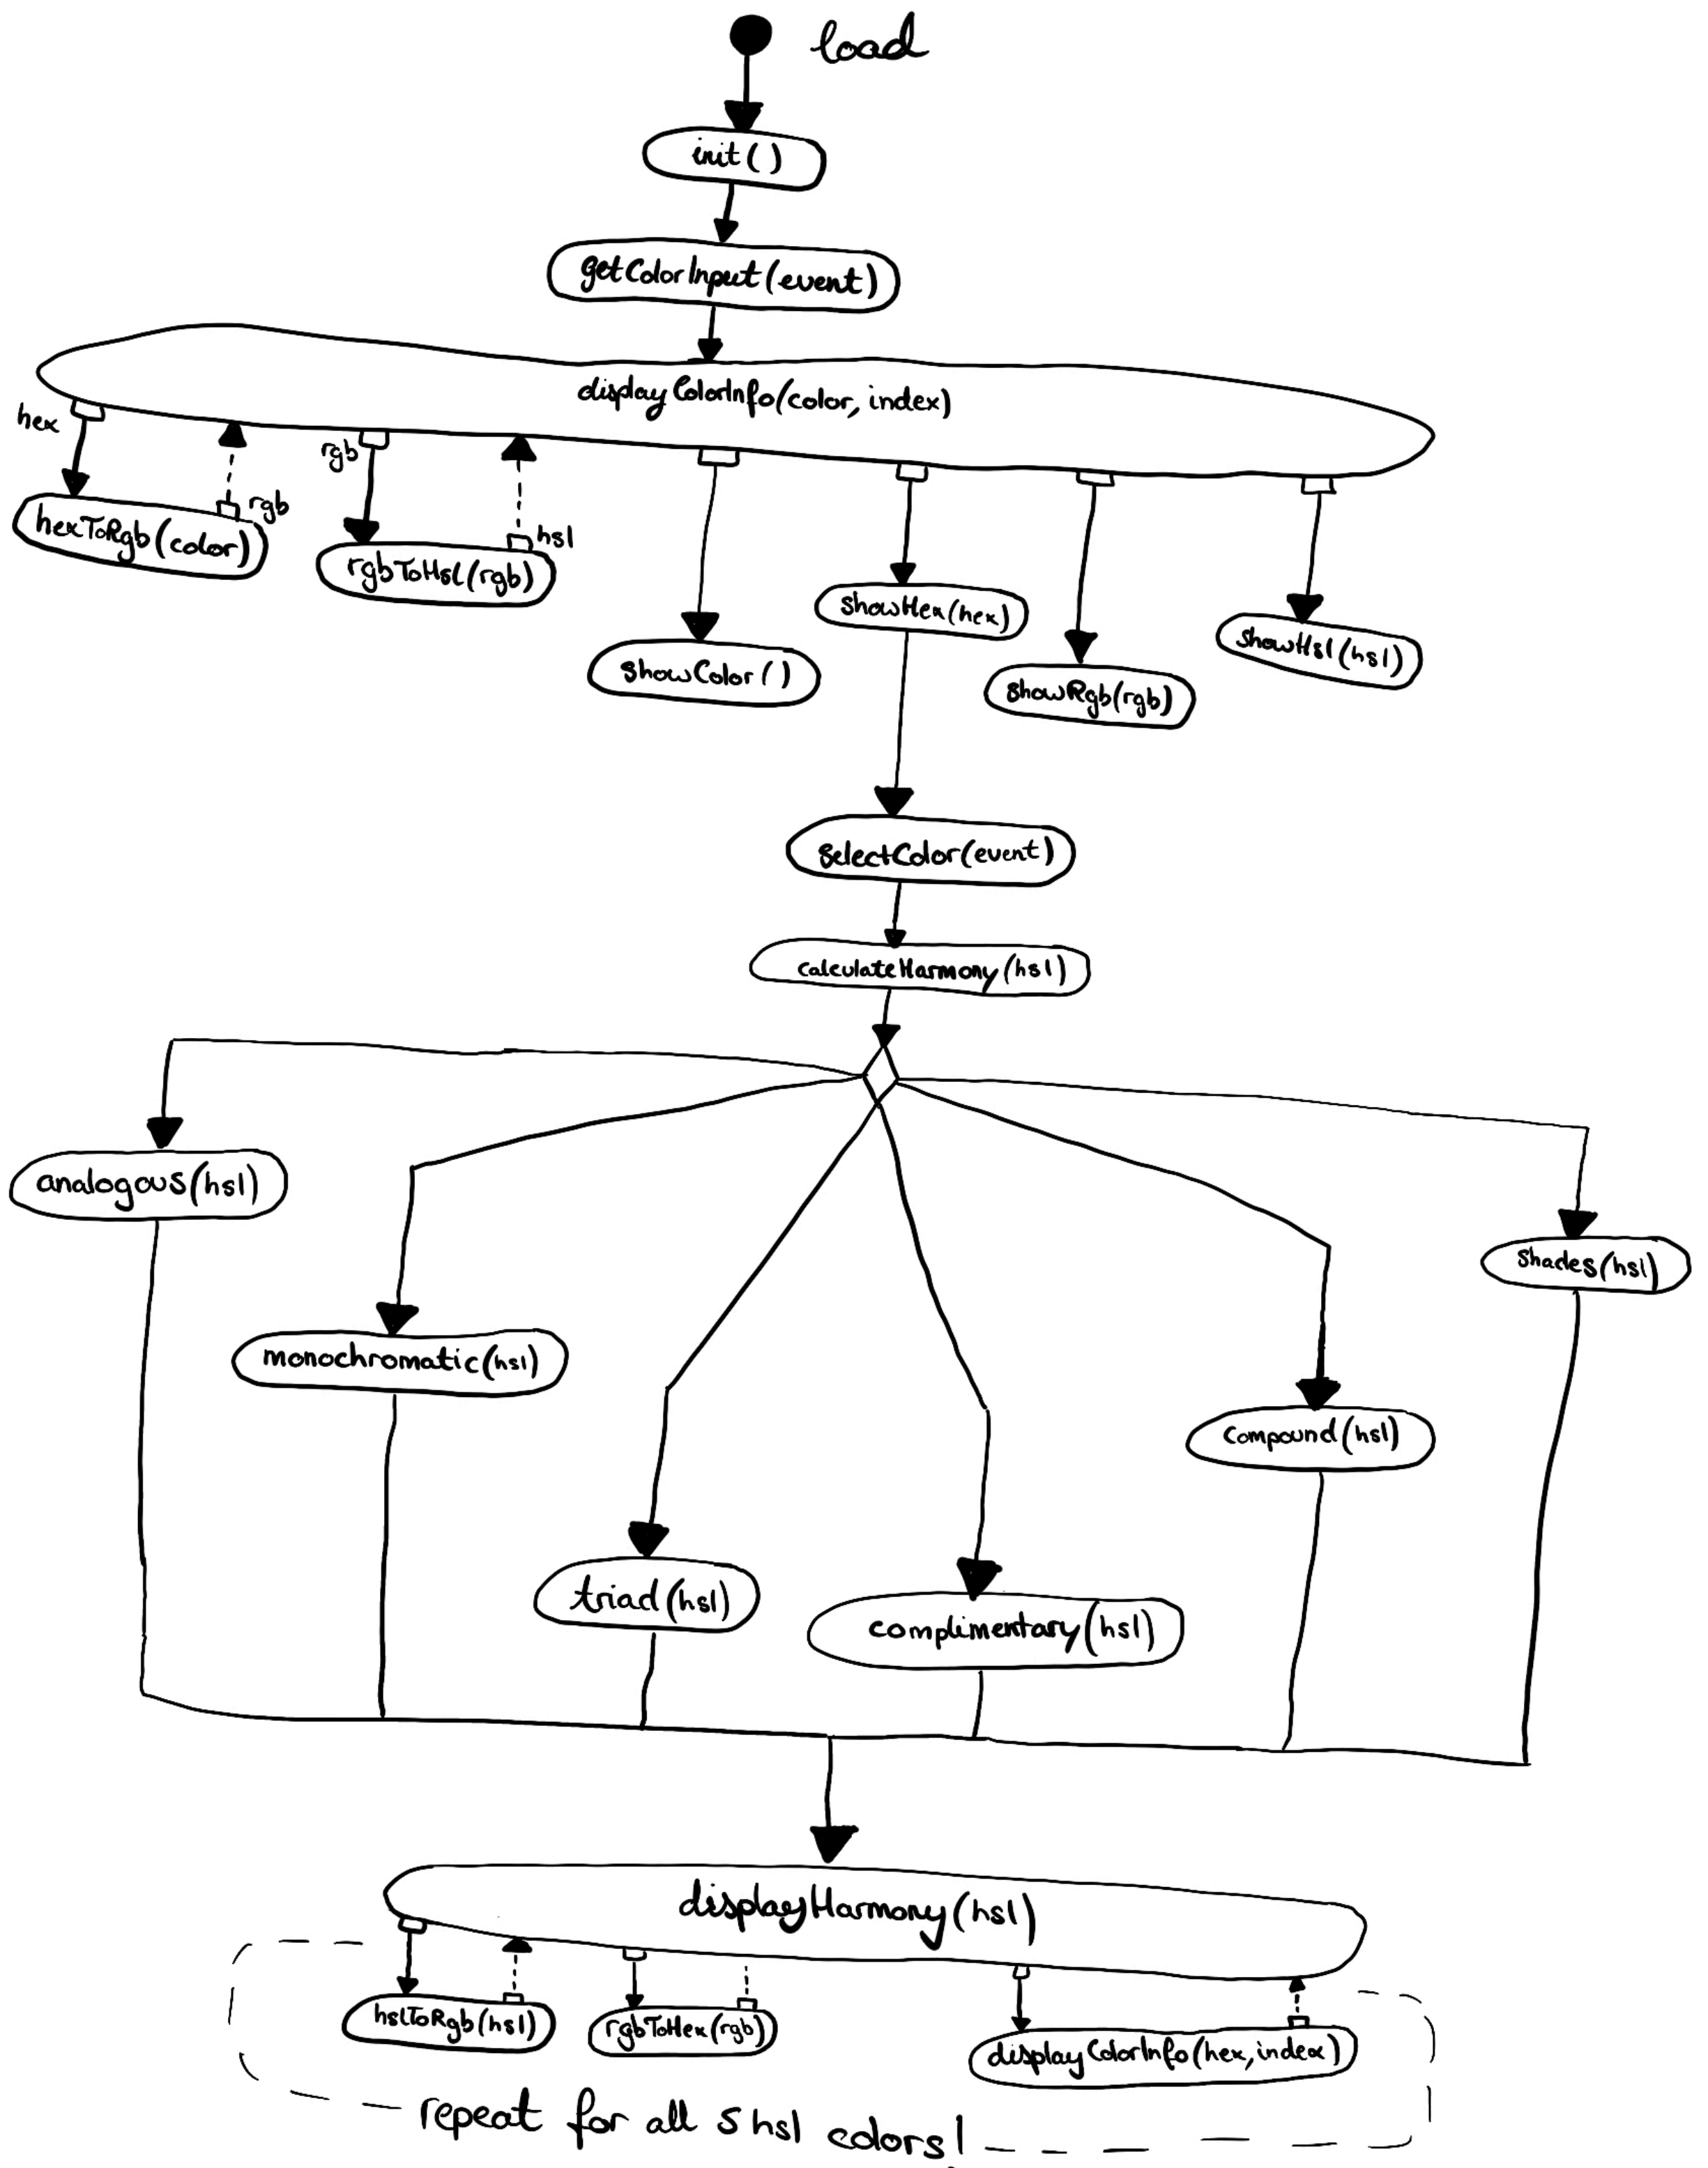 load
init()
getColorInput(event)
displayColorInfo(color, index)
hex
rgb
rgb
hsl
hexToRgb(color)
rgbToHsl(rgb)
showHex(hex)
showHsl(hsl)
showColor()
showRgb(rgb)
selectColor(event)
calculateHarmony(hsl)
analogous(hsl)
shades(hsl)
monochromatic(hsl)
compound(hsl)
triad(hsl)
complimentary(hsl)
displayHarmony(hsl)
hslToRgb(hsl)
rgbToHex(rgb)
displayColorInfo(hex, index)
repeat for all 5 hsl colors!